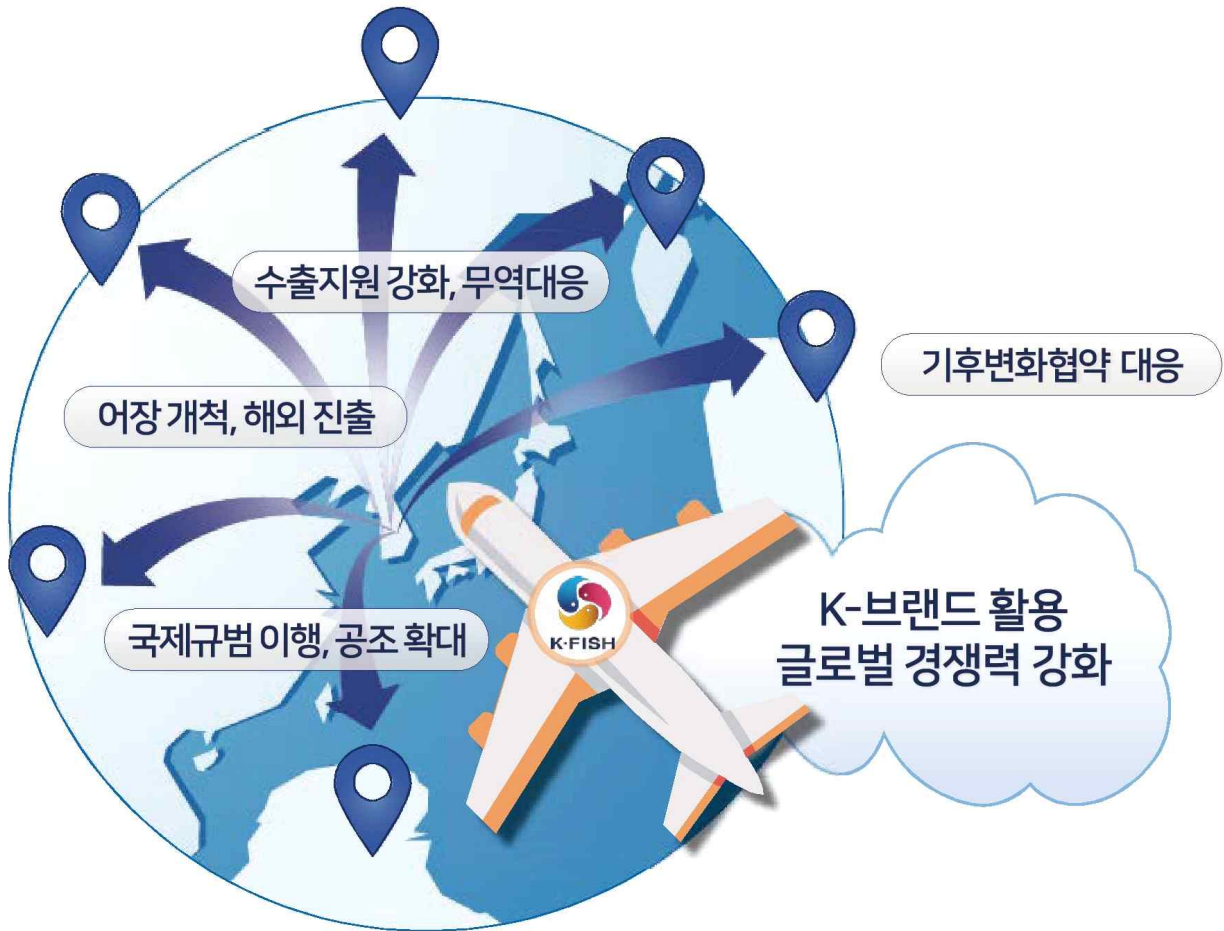 수출지원 강화, 무역대응
기후변화협약 대응
어장 개척, 해외 진출
국제규범 이행, 공조 확대
K·FISH
K-브랜드 활용
글로벌 경쟁력 강화